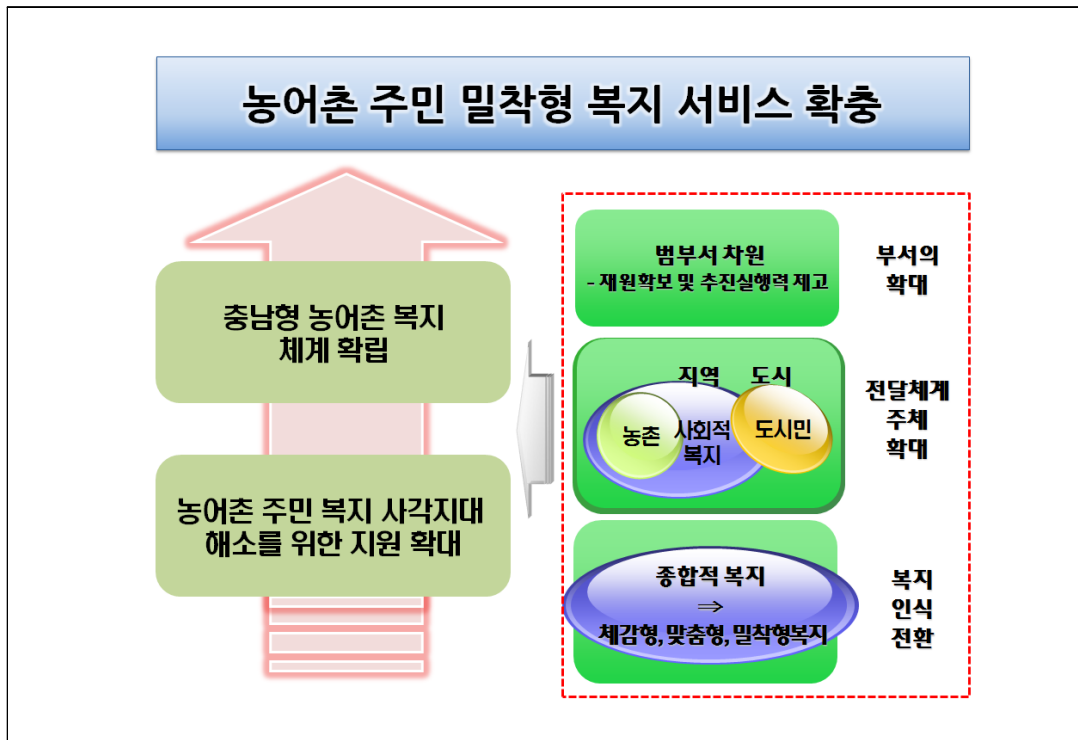 농어촌 주민 밀착형 복지 서비스 확충
충남형 농어촌 복지
체계 확립
농어촌 주민 복지 사각지대
해소를 위한 지원 확대
범부서 차원
- 재원확보 및 추진실행력 제고
부서의
확대
지역 도시
농촌 사회적 도시민
복지
전달체계
주체
확대
종합적 복지
⇒
체감형, 맞춤형, 밀착형복지
복지
인식
전환